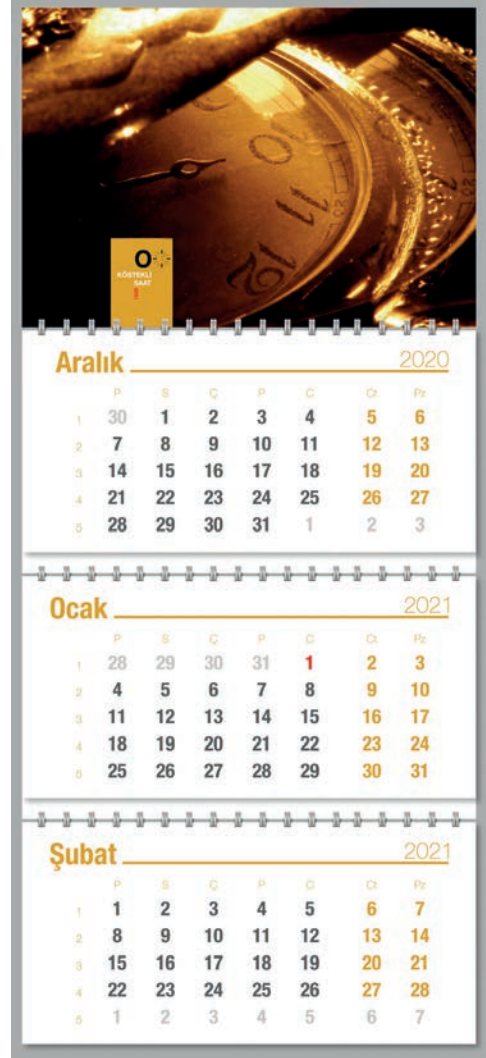 10
11
12
O
KÖSTEKLİ
SAAT
Aralık 2020
P S Ç P C Ct Pz
1 30 1 2 3 4 5 6
2 7 8 9 10 11 12 13
3 14 15 16 17 18 19 20
4 21 22 23 24 25 26 27
5 28 29 30 31 1 2 3
Ocak 2021
P S Ç P C Ct Pz
1 28 29 30 31 1 2 3
2 4 5 6 7 8 9 10
3 11 12 13 14 15 16 17
4 18 19 20 21 22 23 24
5 25 26 27 28 29 30 31
Şubat 2021
P S Ç P C Ct Pz
1 1 2 3 4 5 6 7
2 8 9 10 11 12 13 14
3 15 16 17 18 19 20 21
4 22 23 24 25 26 27 28
5 1 2 3 4 5 6 7